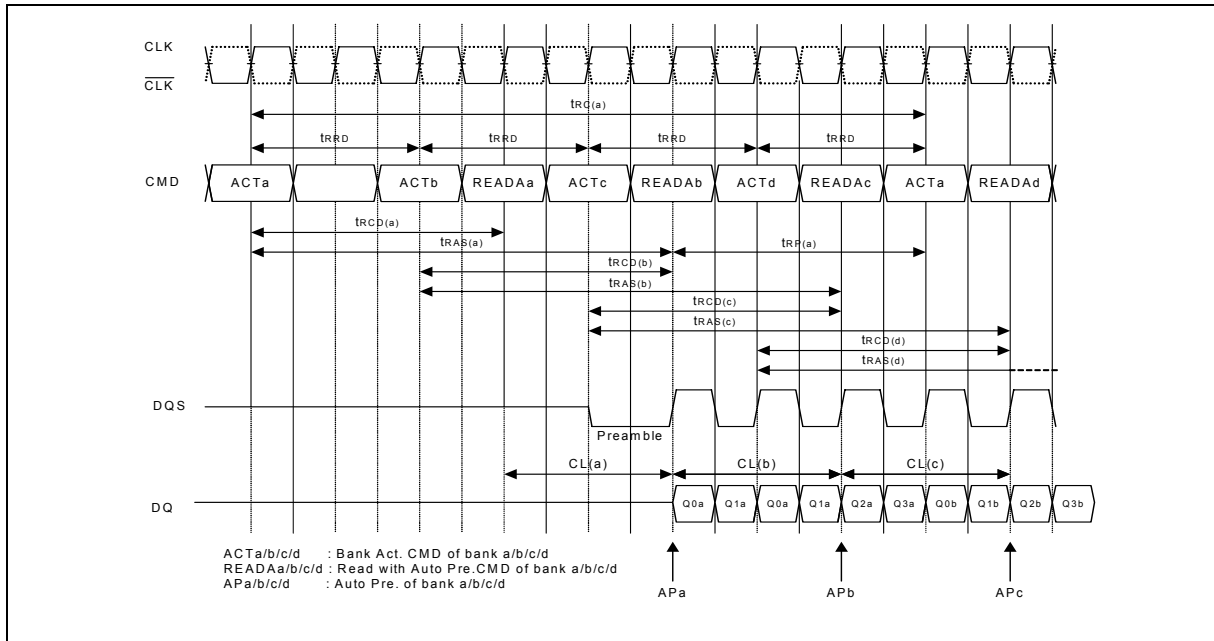 CLK
CLK
tRC(a)
tRRD tRRD tRRD tRRD
CMD ACTa ACTb READAa ACTc READAb ACTd READAc ACTa READAd
tRCD(a)
tRAS(a) tRP(a)
tRCD(b)
tRAS(b)
tRCD(c)
tRAS(c)
tRCD(d)
tRAS(d)
DQS
Preamble
CL(a) CL(b) CL(c)
DQ Q0a Q1a Q0a Q1a Q2a Q3a Q0b Q1b Q2b Q3b
ACTa/b/c/d : Bank Act. CMD of bank a/b/c/d
READAa/b/c/d : Read with Auto Pre.CMD of bank a/b/c/d
APa/b/c/d : Auto Pre. of bank a/b/c/d
APa APb APc